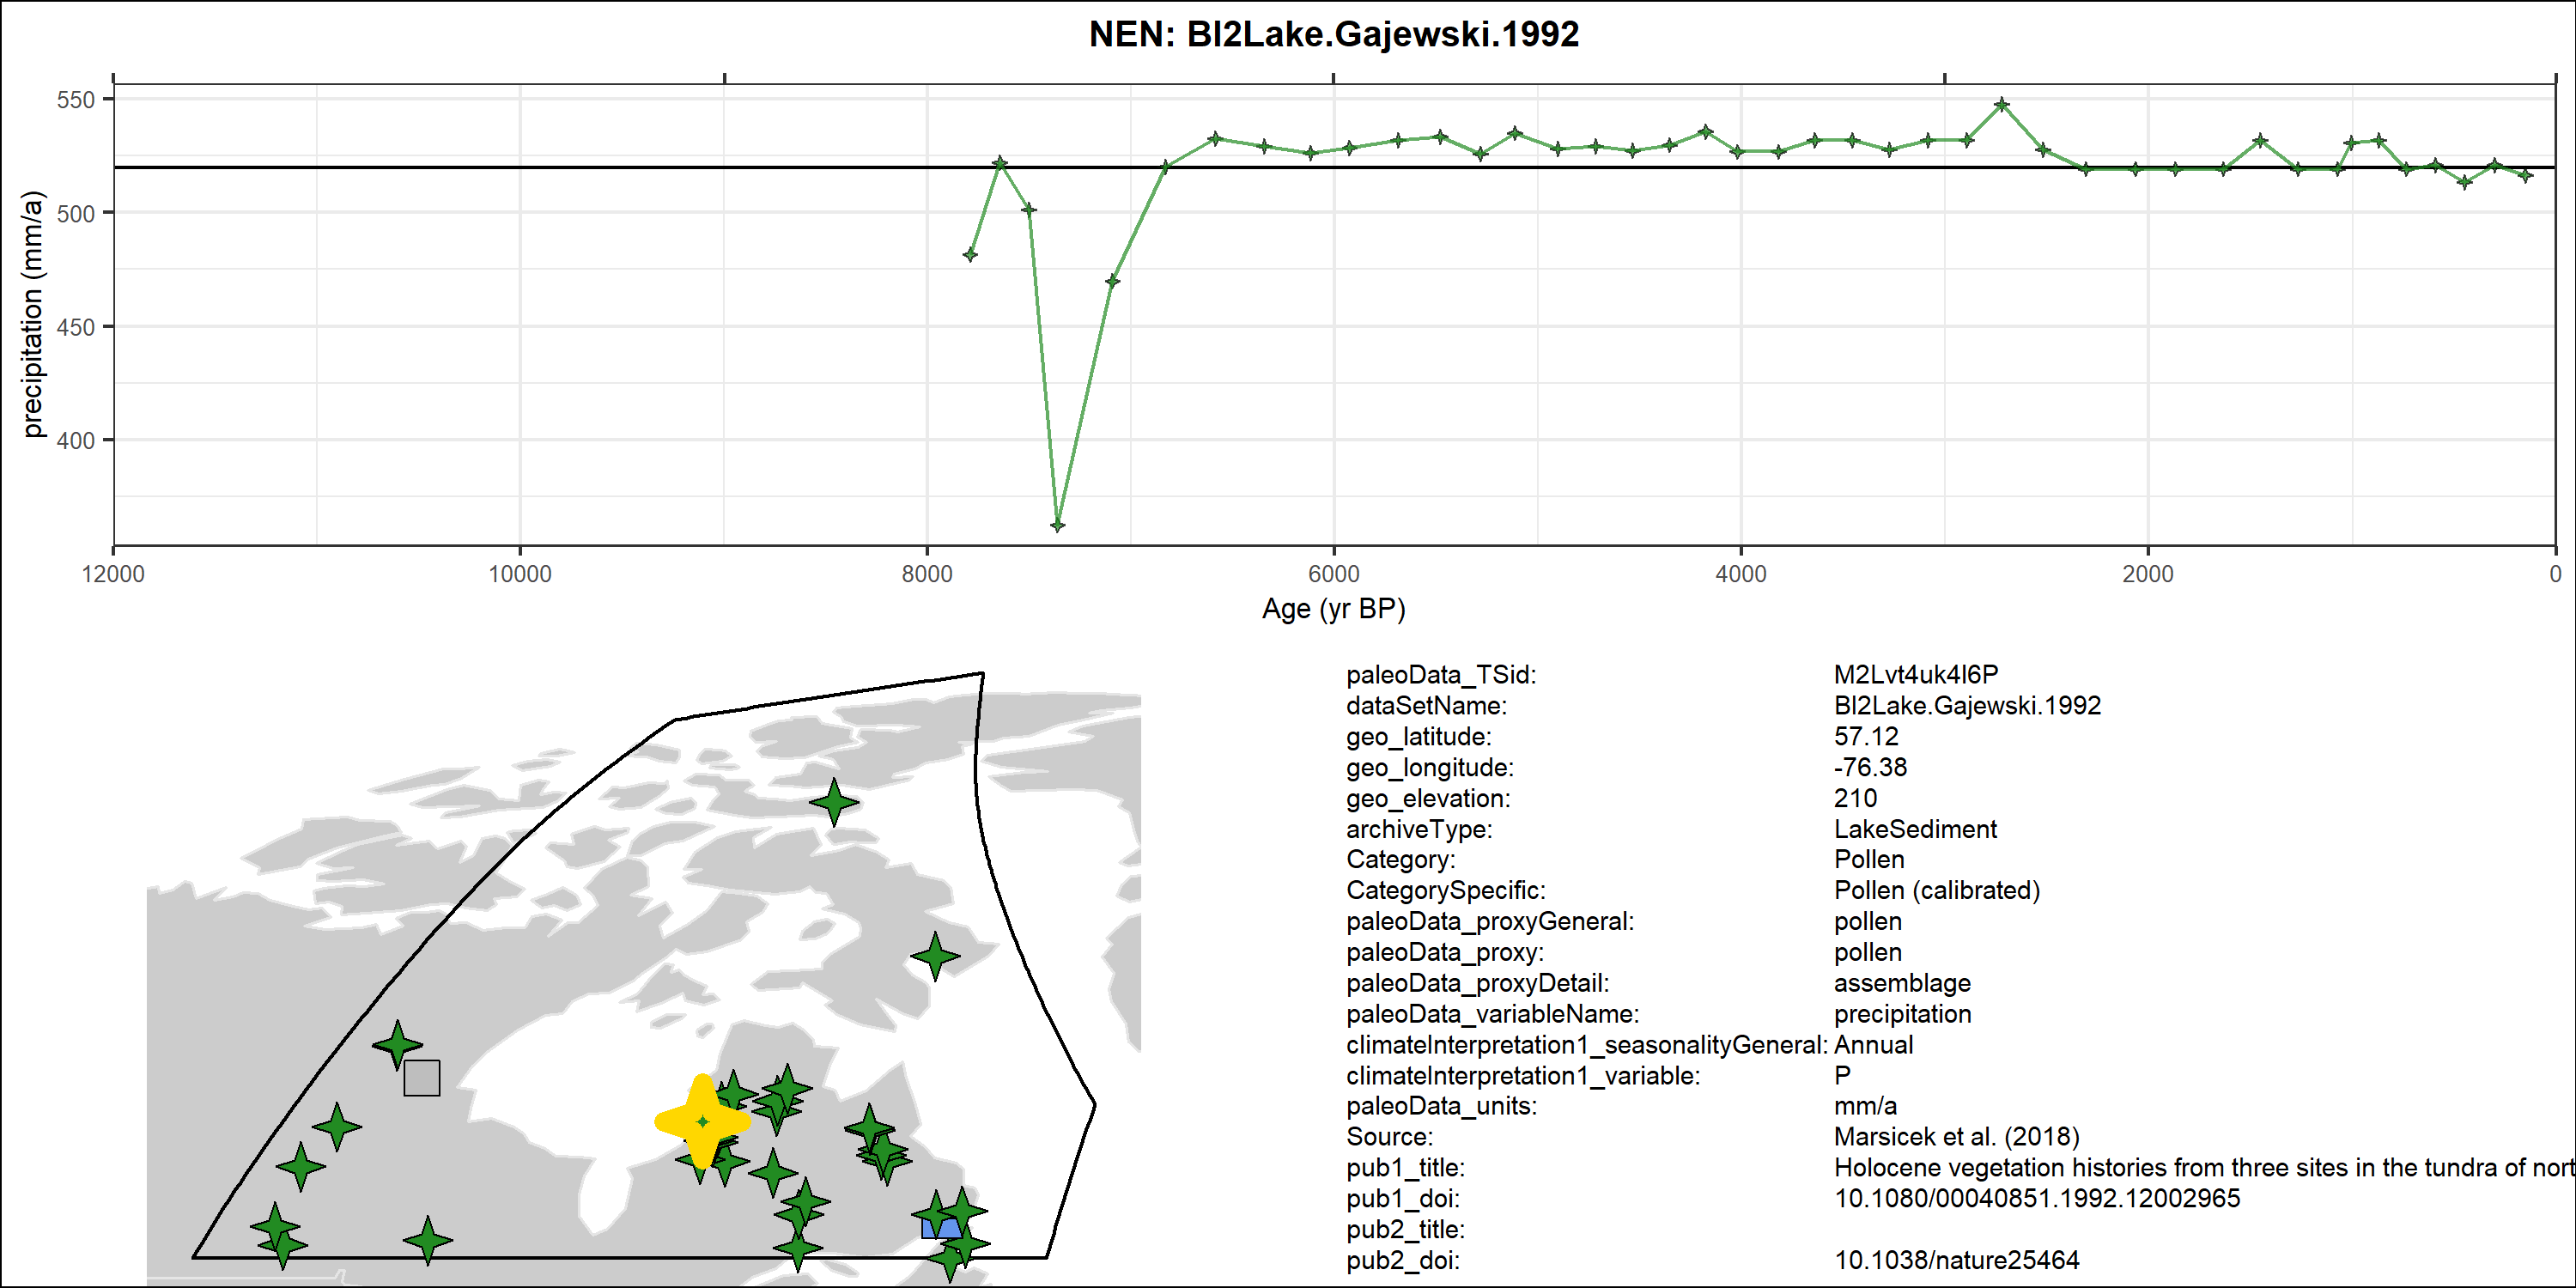 NEN: BI2Lake.Gajewski.1992
550
500
450
400
precipitation (mm/a)
12000 10000 8000 6000 4000 2000 0
Age (yr BP)
paleoData_TSid: M2Lvt4uk4I6P
dataSetName: BI2Lake.Gajewski.1992
geo_latitude: 57.12
geo_longitude: -76.38
geo_elevation: 210
archiveType: LakeSediment
Category: Pollen
CategorySpecific: Pollen (calibrated)
paleoData_proxyGeneral: pollen
paleoData_proxy: pollen
paleoData_proxyDetail: assemblage
paleoData_variableName: precipitation
climateInterpretation1_seasonalityGeneral: Annual
climateInterpretation1_variable: P
paleoData_units: mm/a
Source: Marsicek et al. (2018)
pub1_title: Holocene vegetation histories from three sites in the tundra of nort
pub1_doi: 10.1080/00040851.1992.12002965
pub2_title:
pub2_doi: 10.1038/nature25464